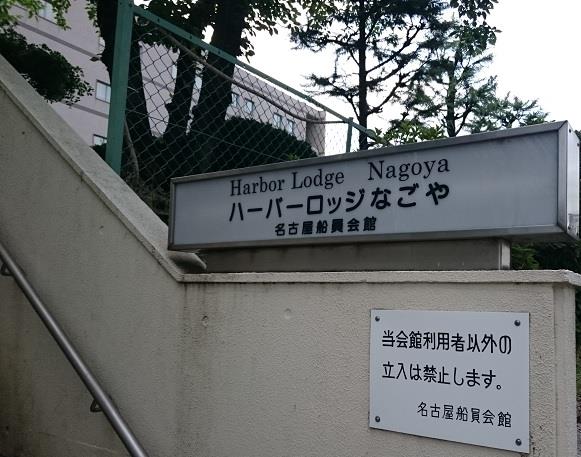 Harbor Lodge Nagoya
ハーバーロッジなごや
名古屋船員会館
当会館利用者以外の
立入は禁止します。
名古屋船員会館